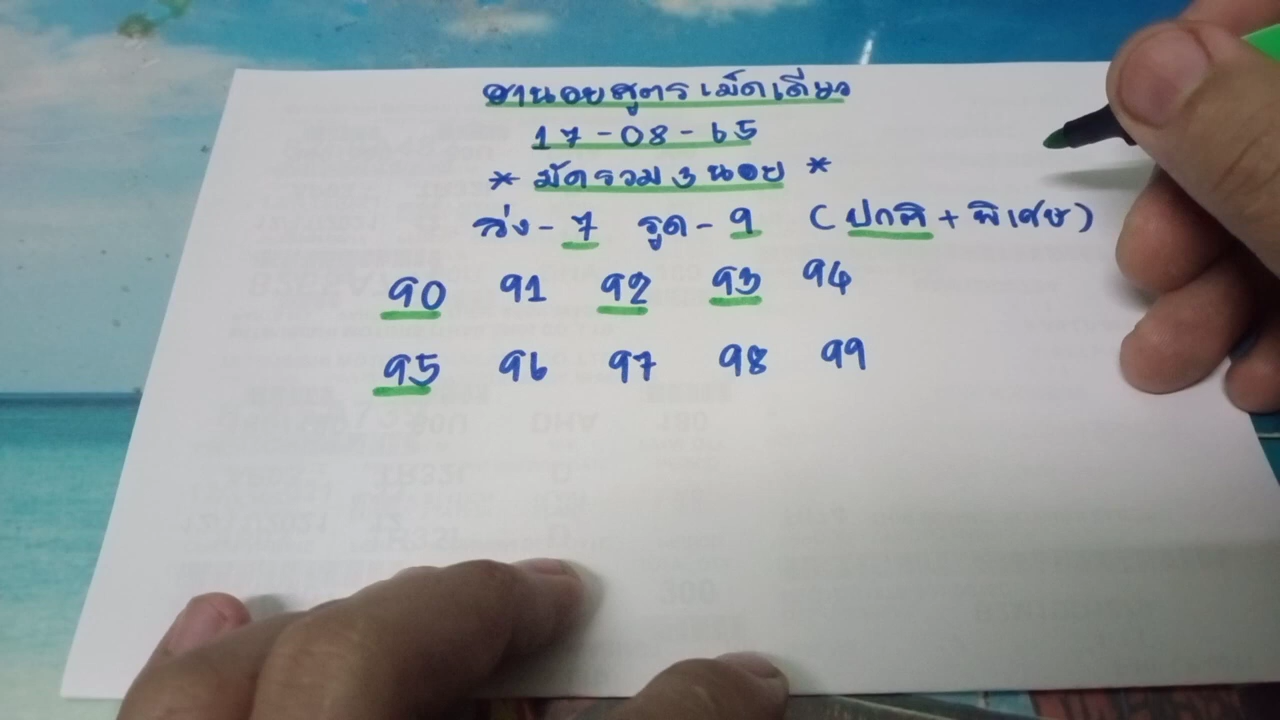 ฮานอยสูตรเม็ดเดียว
17-08-65
* มัดรวม 3 นอย *
วิ่ง - 7 รูด - 9 (ปกติ + พิเศษ)
90 91 92 93 94
95 96 97 98 99